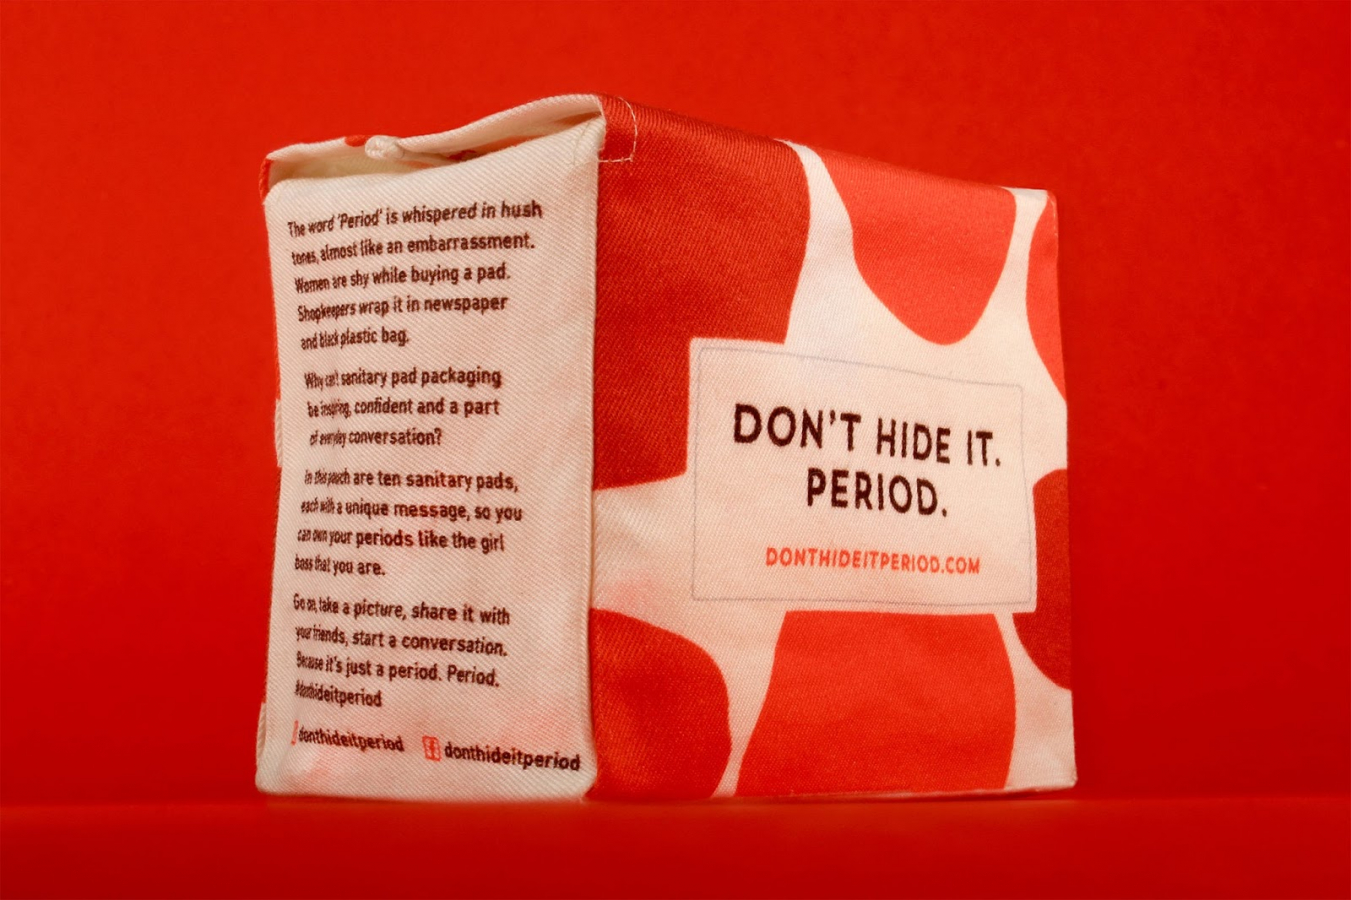 The word 'Period' is whispered in hush
tones, almost like an embarrassment.
Women are shy while buying a pad.
Shopkeepers wrap it in newspaper
and black plastic bag.
Why can't sanitary pad packaging
be inspiring, confident and a part
of everyday conversation?
In this pouch are ten sanitary pads,
each with a unique message, so you
can own your periods like the girl
boss that you are.
Go on, take a picture, share it with
your friends, start a conversation.
Because it's just a period. Period.
#donthideitperiod
donthideitperiod
donthideitperiod
DON'T HIDE IT.
PERIOD.
DONTHIDEITPERIOD.COM